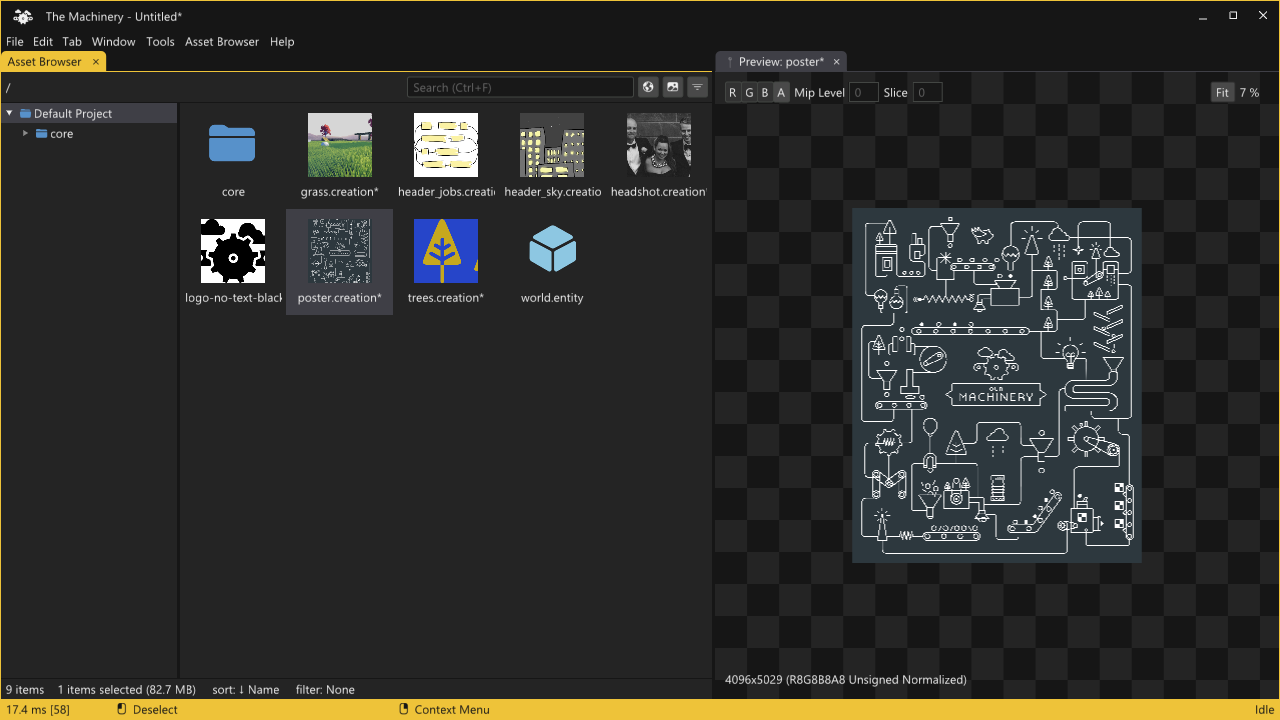 The Machinery - Untitled*
File Edit Tab Window Tools Asset Browser Help
Asset Browser ×
Preview: poster* ×
/
Search (Ctrl+F)
R G B A Mip Level 0 Slice 0
Fit 7 %
Default Project
core
core
grass.creation*
header_jobs.creati
header_sky.creatio
headshot.creation*
logo-no-text-black
poster.creation*
trees.creation*
world.entity
OUR
MACHINERY
4096x5029 (R8G8B8A8 Unsigned Normalized)
9 items 1 items selected (82.7 MB) sort: ↓ Name filter: None
17.4 ms [58] Deselect Context Menu Idle